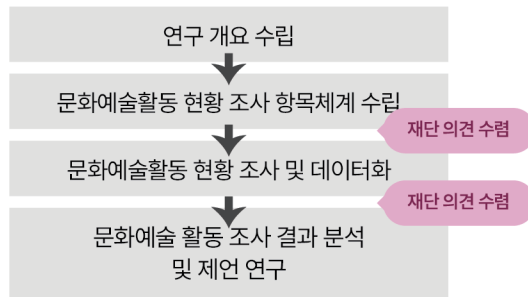 연구 개요 수립
문화예술활동 현황 조사 항목체계 수립
재단 의견 수렴
문화예술활동 현황 조사 및 데이터화
재단 의견 수렴
문화예술 활동 조사 결과 분석
및 제언 연구